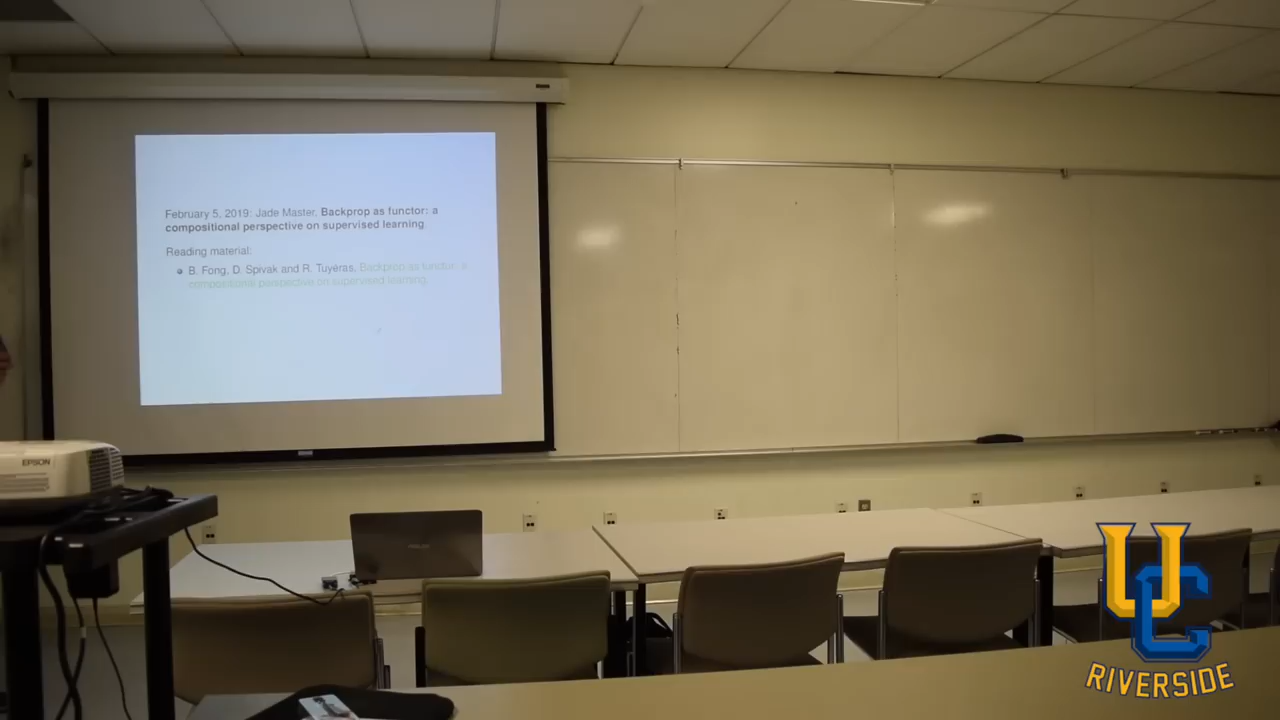 February 5, 2019: Jade Master, Backprop as functor: a
compositional perspective on supervised learning
Reading material:
B. Fong, D. Spivak and R. Tuyéras, Backprop as functor: a
compositional perspective on supervised learning.
EPSON
ASUS
UC
RIVERSIDE